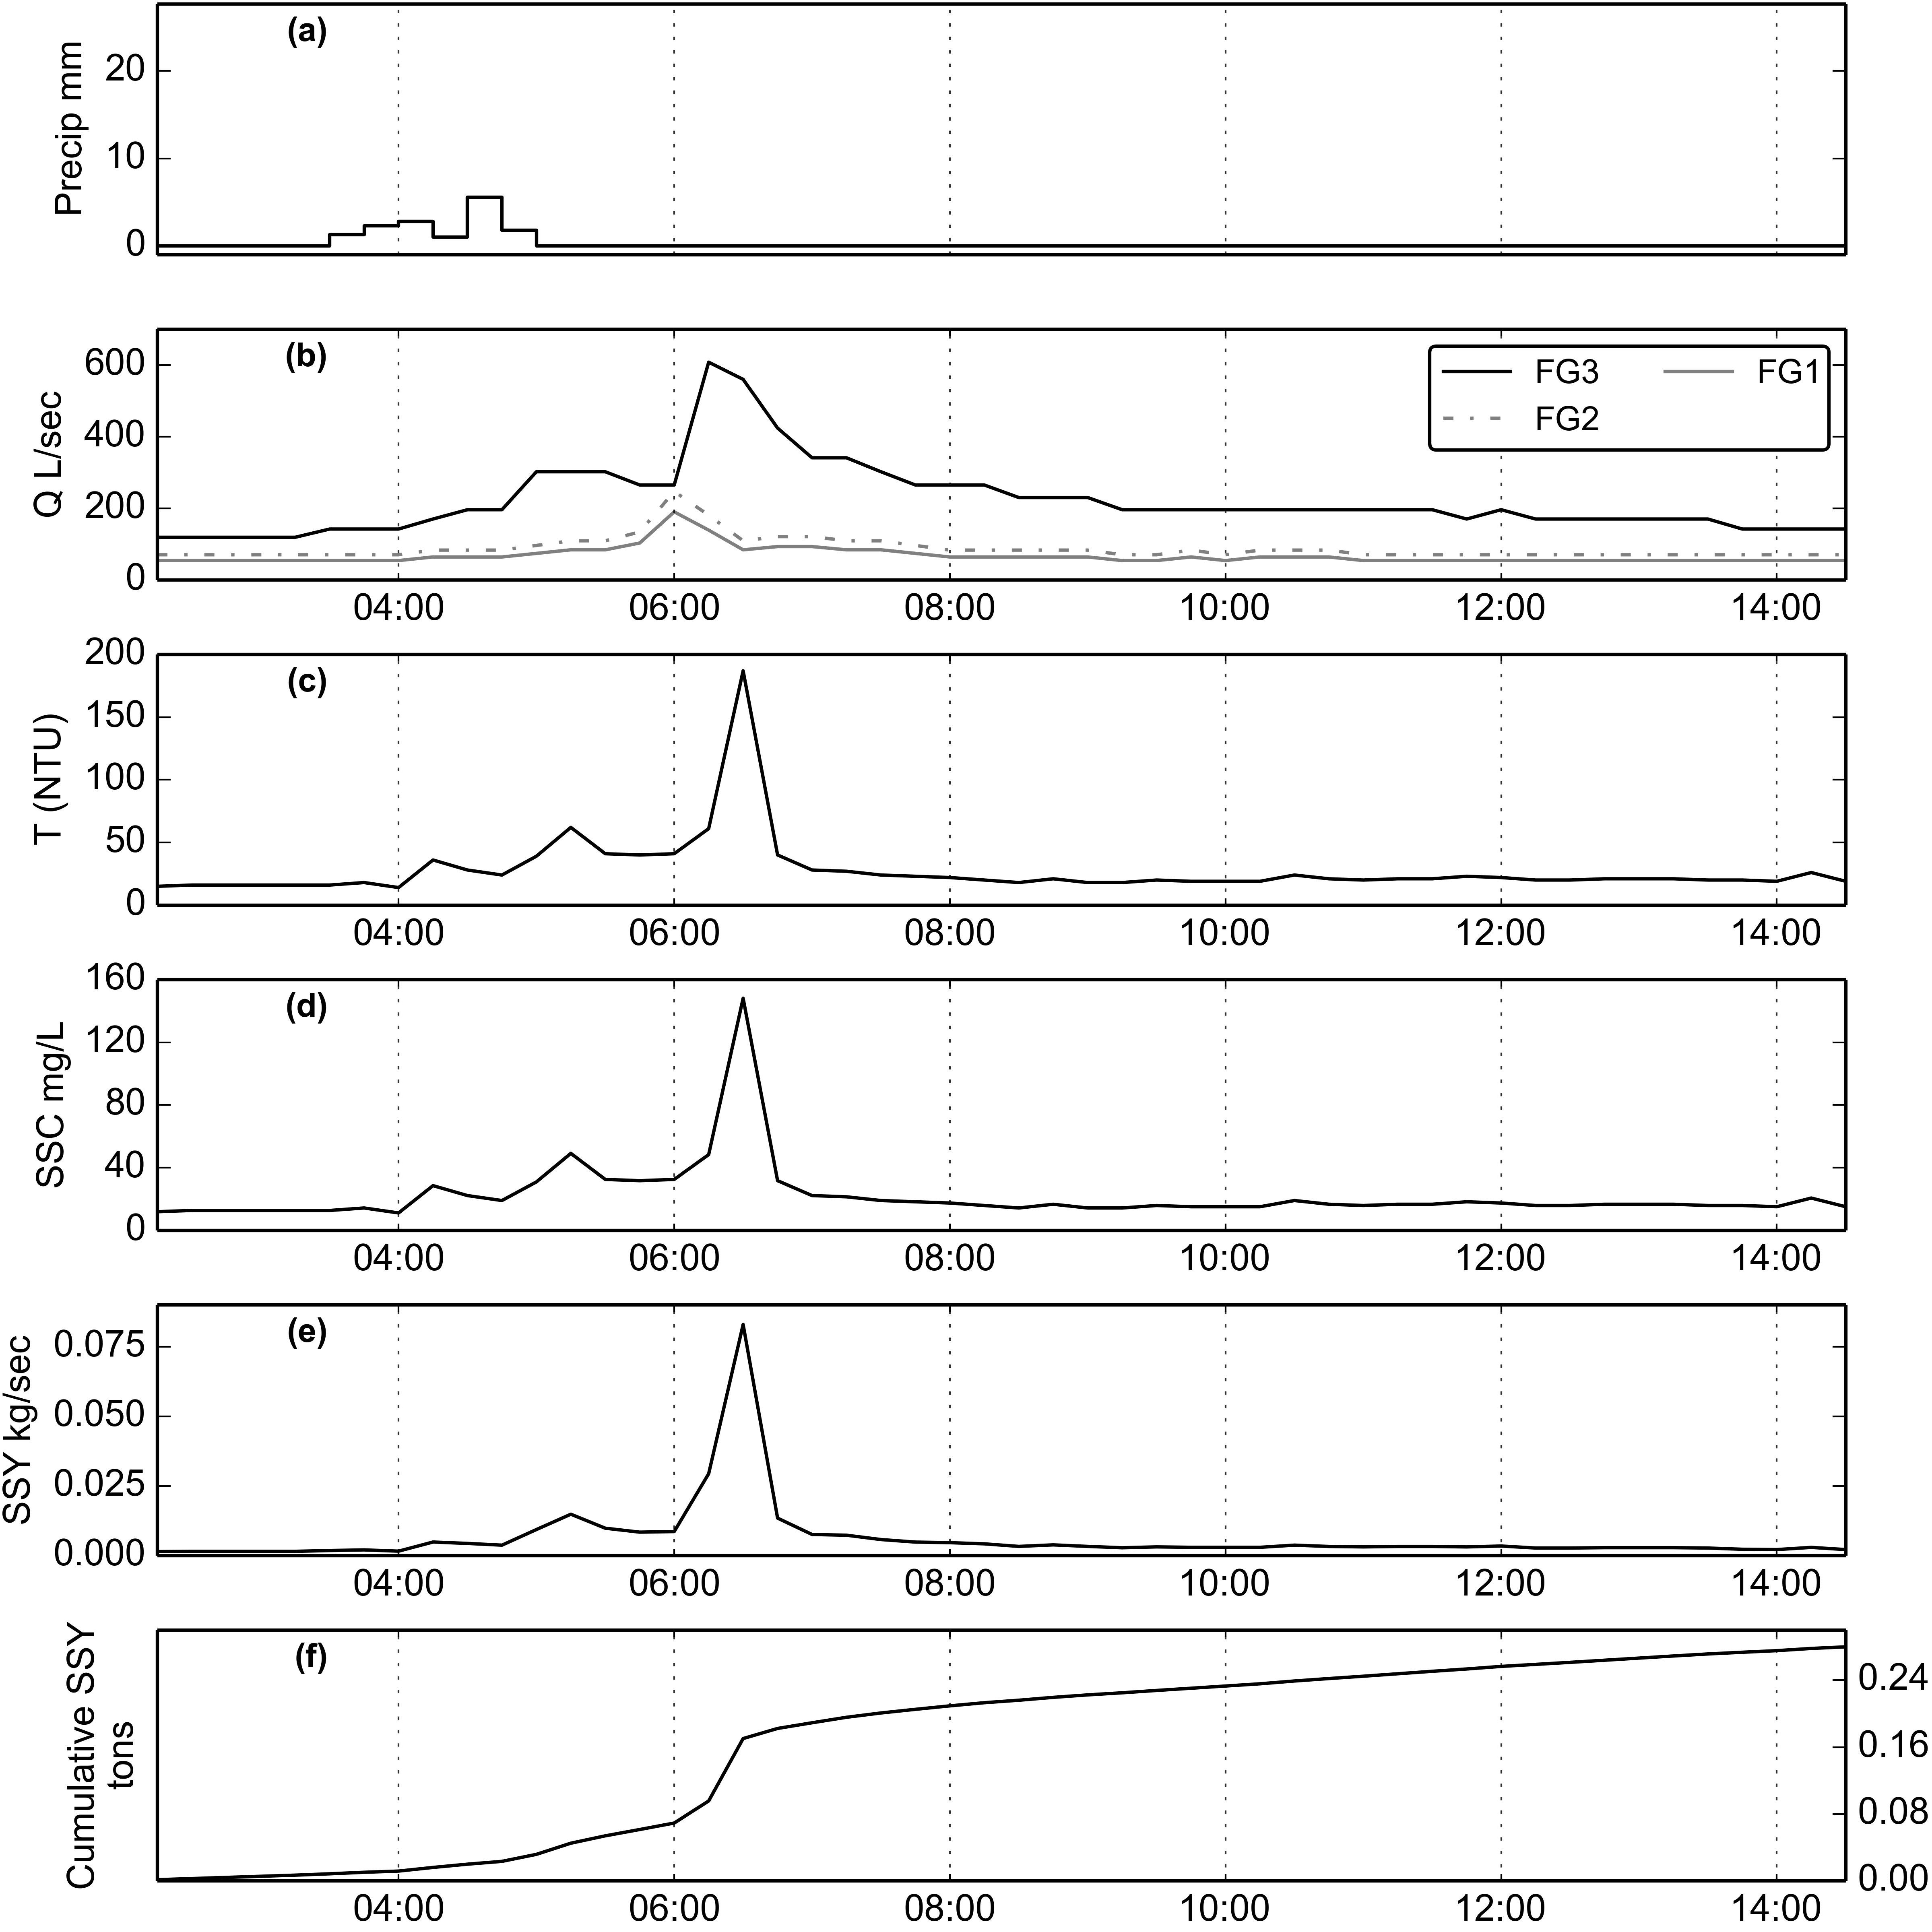 (a)
Precip mm
20
10
0
(b)
Q L/sec
600
400
200
0
FG3 FG1
FG2
04:00 06:00 08:00 10:00 12:00 14:00
(c)
T (NTU)
200
150
100
50
0
04:00 06:00 08:00 10:00 12:00 14:00
(d)
SSC mg/L
160
120
80
40
0
04:00 06:00 08:00 10:00 12:00 14:00
(e)
SSY kg/sec
0.075
0.050
0.025
0.000
04:00 06:00 08:00 10:00 12:00 14:00
(f)
Cumulative SSY
tons
0.24
0.16
0.08
0.00
04:00 06:00 08:00 10:00 12:00 14:00